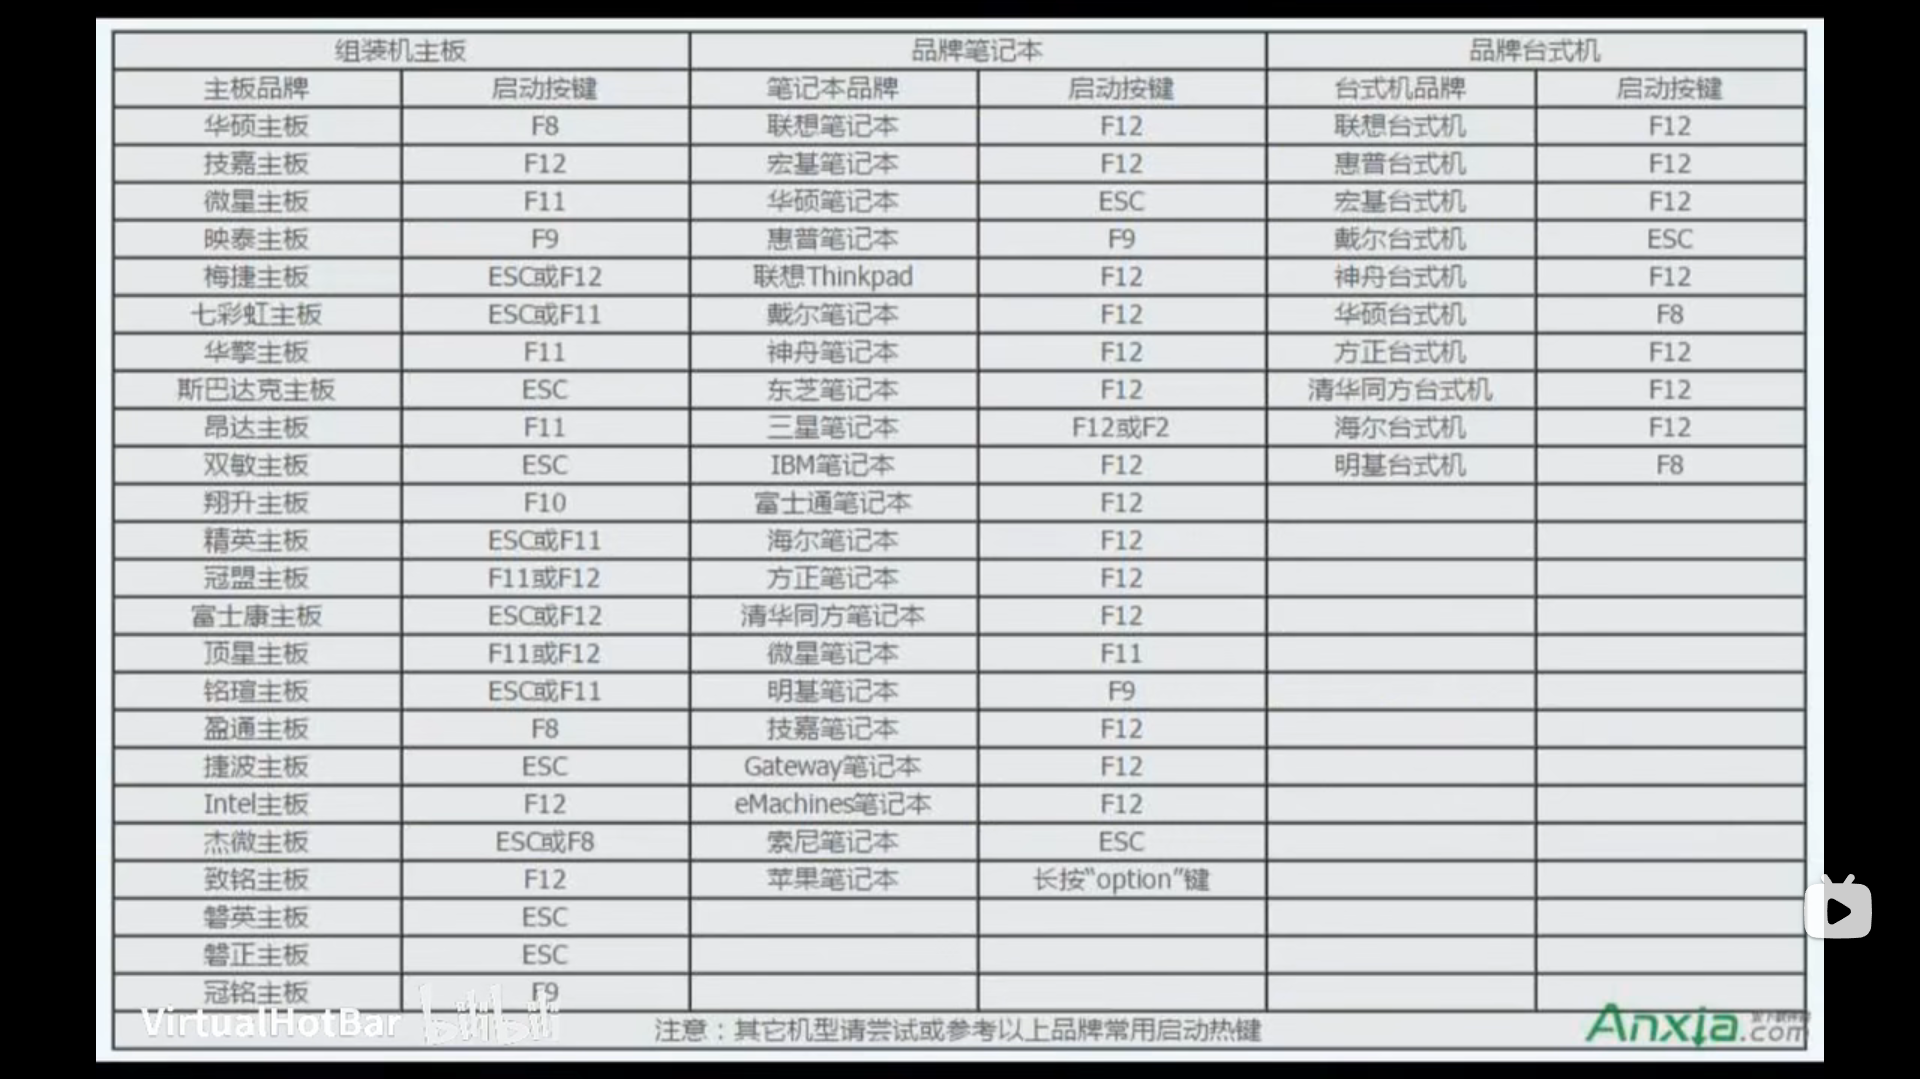 组装机主板 品牌笔记本 品牌台式机
主板品牌 启动按键 笔记本品牌 启动按键 台式机品牌 启动按键
华硕主板 F8 联想笔记本 F12 联想台式机 F12
技嘉主板 F12 宏基笔记本 F12 惠普台式机 F12
微星主板 F11 华硕笔记本 ESC 宏基台式机 F12
映泰主板 F9 惠普笔记本 F9 戴尔台式机 ESC
梅捷主板 ESC或F12 联想Thinkpad F12 神舟台式机 F12
七彩虹主板 ESC或F11 戴尔笔记本 F12 华硕台式机 F8
华擎主板 F11 神舟笔记本 F12 方正台式机 F12
斯巴达克主板 ESC 东芝笔记本 F12 清华同方台式机 F12
昂达主板 F11 三星笔记本 F12或F2 海尔台式机 F12
双敏主板 ESC IBM笔记本 F12 明基台式机 F8
翔升主板 F10 富士通笔记本 F12
精英主板 ESC或F11 海尔笔记本 F12
冠盟主板 F11或F12 方正笔记本 F12
富士康主板 ESC或F12 清华同方笔记本 F12
顶星主板 F11或F12 微星笔记本 F11
铭瑄主板 ESC或F11 明基笔记本 F9
盈通主板 F8 技嘉笔记本 F12
捷波主板 ESC Gateway笔记本 F12
Intel主板 F12 eMachines笔记本 F12
杰微主板 ESC或F8 索尼笔记本 ESC
致铭主板 F12 苹果笔记本 长按“option”键
磐英主板 ESC
磐正主板 ESC
冠铭主板 F9
注意：其它机型请尝试或参考以上品牌常用启动热键
VirtualHotBar bilibili
Anxia.com